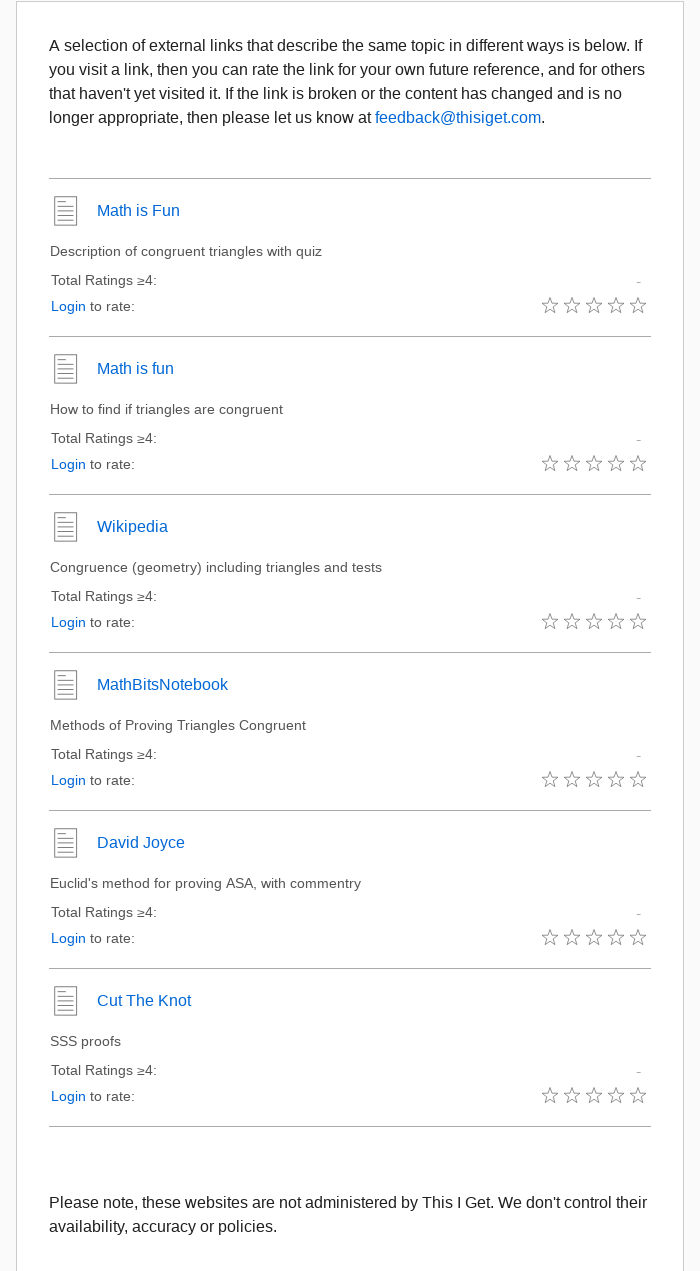 A selection of external links that describe the same topic in different ways is below. If
you visit a link, then you can rate the link for your own future reference, and for others
that haven't yet visited it. If the link is broken or the content has changed and is no
longer appropriate, then please let us know at feedback@thisiget.com.
Math is Fun
Description of congruent triangles with quiz
Total Ratings ≥4: -
Login to rate:
Math is fun
How to find if triangles are congruent
Total Ratings ≥4: -
Login to rate:
Wikipedia
Congruence (geometry) including triangles and tests
Total Ratings ≥4: -
Login to rate:
MathBitsNotebook
Methods of Proving Triangles Congruent
Total Ratings ≥4: -
Login to rate:
David Joyce
Euclid's method for proving ASA, with commentry
Total Ratings ≥4: -
Login to rate:
Cut The Knot
SSS proofs
Total Ratings ≥4: -
Login to rate:
Please note, these websites are not administered by This I Get. We don't control their
availability, accuracy or policies.